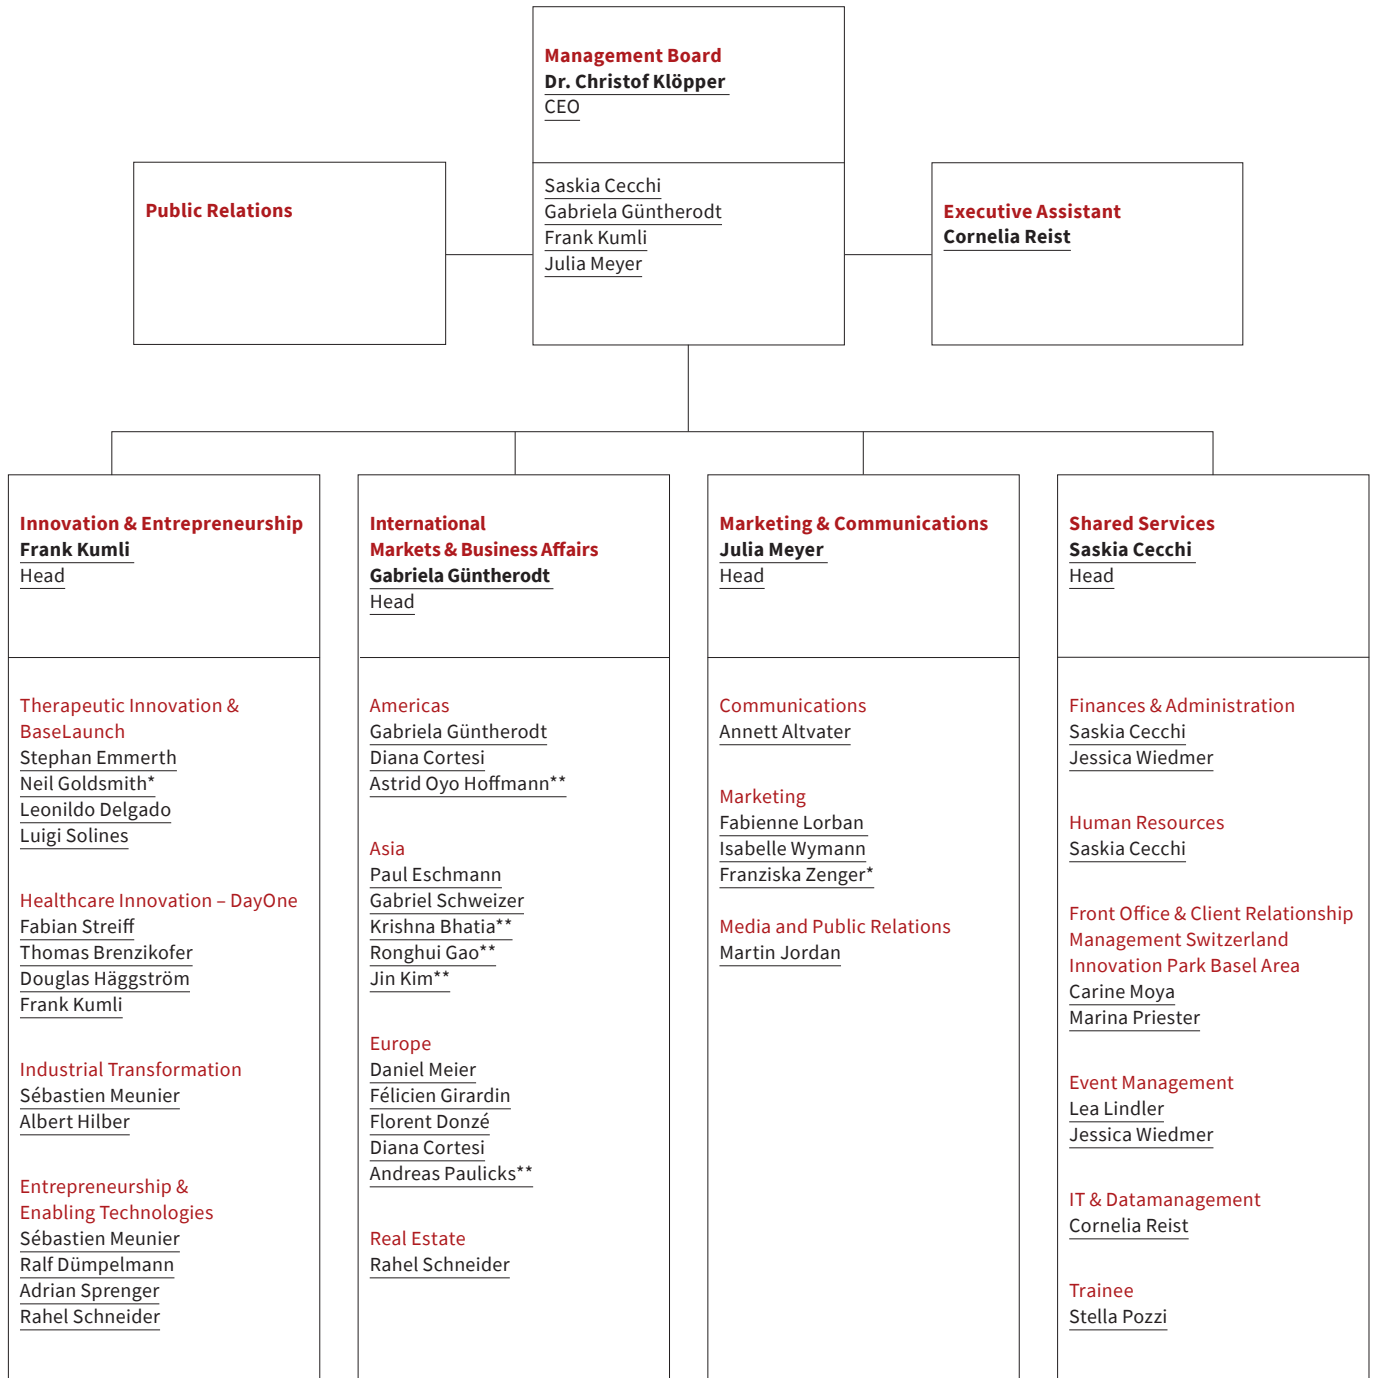 Management Board
Dr. Christof Klöpper
CEO
Saskia Cecchi
Gabriela Güntherodt
Frank Kumli
Julia Meyer
Public Relations
Executive Assistant
Cornelia Reist
Innovation & Entrepreneurship
Frank Kumli
Head
Therapeutic Innovation &
BaseLaunch
Stephan Emmerth
Neil Goldsmith*
Leonildo Delgado
Luigi Solines
Healthcare Innovation – DayOne
Fabian Streiff
Thomas Brenzikofer
Douglas Häggström
Frank Kumli
Industrial Transformation
Sébastien Meunier
Albert Hilber
Entrepreneurship &
Enabling Technologies
Sébastien Meunier
Ralf Dümpelmann
Adrian Sprenger
Rahel Schneider
International
Markets & Business Affairs
Gabriela Güntherodt
Head
Americas
Gabriela Güntherodt
Diana Cortesi
Astrid Oyo Hoffmann**
Asia
Paul Eschmann
Gabriel Schweizer
Krishna Bhatia**
Ronghui Gao**
Jin Kim**
Europe
Daniel Meier
Félicien Girardin
Florent Donzé
Diana Cortesi
Andreas Paulicks**
Real Estate
Rahel Schneider
Marketing & Communications
Julia Meyer
Head
Communications
Annett Altvater
Marketing
Fabienne Lorban
Isabelle Wymann
Franziska Zenger*
Media and Public Relations
Martin Jordan
Shared Services
Saskia Cecchi
Head
Finances & Administration
Saskia Cecchi
Jessica Wiedmer
Human Resources
Saskia Cecchi
Front Office & Client Relationship
Management Switzerland
Innovation Park Basel Area
Carine Moya
Marina Priester
Event Management
Lea Lindler
Jessica Wiedmer
IT & Datamanagement
Cornelia Reist
Trainee
Stella Pozzi